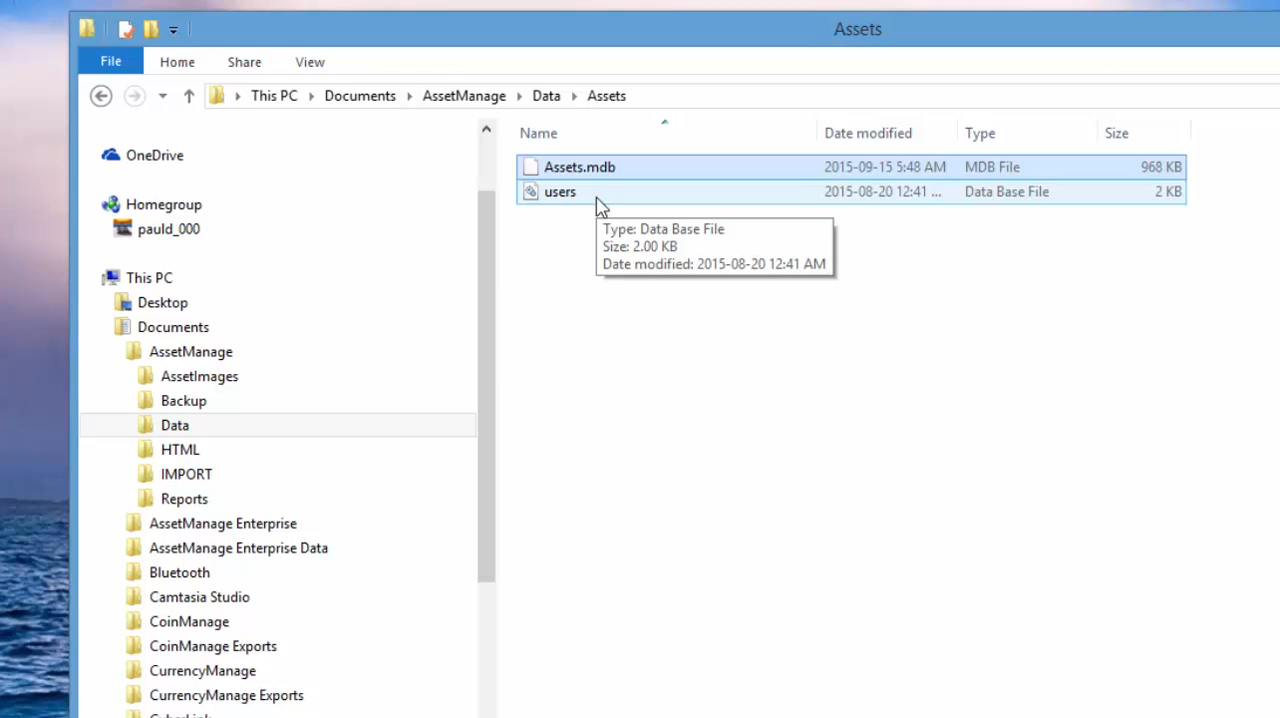 Assets
File Home Share View
This PC Documents AssetManage Data Assets
Name Date modified Type Size
Assets.mdb 2015-09-15 5:48 AM MDB File 968 KB
users 2015-08-20 12:41 ... Data Base File 2 KB
Type: Data Base File
Size: 2.00 KB
Date modified: 2015-08-20 12:41 AM
OneDrive
Homegroup
pauld_000
This PC
Desktop
Documents
AssetManage
AssetImages
Backup
Data
HTML
IMPORT
Reports
AssetManage Enterprise
AssetManage Enterprise Data
Bluetooth
Camtasia Studio
CoinManage
CoinManage Exports
CurrencyManage
CurrencyManage Exports